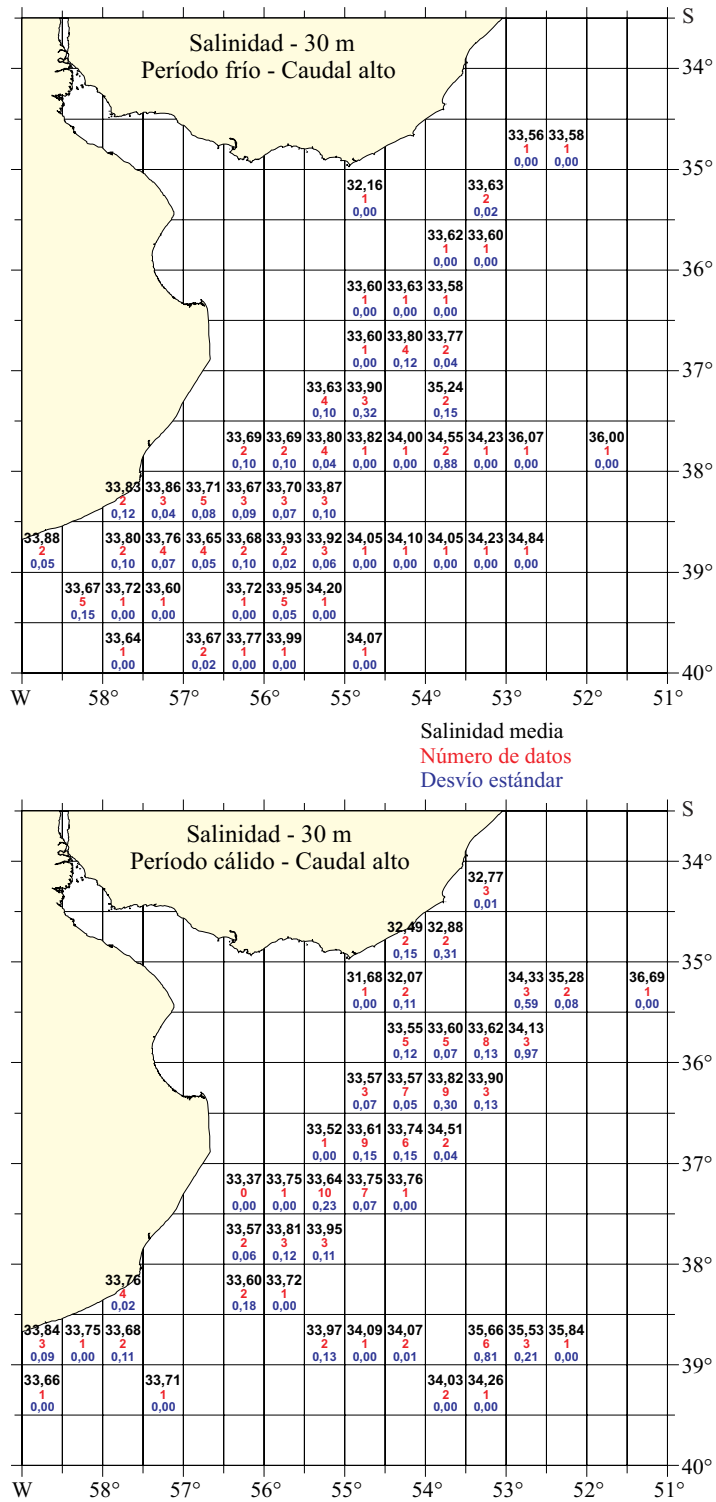 S
Salinidad - 30 m
Período frío - Caudal alto
34°
33,56 33,58
1 1
0,00 0,00
35°
32,16 33,63
1 2
0,00 0,02
33,62 33,60
1 1
0,00 0,00
36°
33,60 33,63 33,58
1 1 1
0,00 0,00 0,00
33,60 33,80 33,77
1 4 2
0,00 0,12 0,04
37°
33,63 33,90 35,24
4 3 2
0,10 0,32 0,15
33,69 33,69 33,80 33,82 34,00 34,55 34,23 36,07 36,00
2 2 4 1 1 2 1 1 1
0,10 0,10 0,04 0,00 0,00 0,88 0,00 0,00 0,00
38°
33,83 33,86 33,71 33,67 33,70 33,87
2 3 5 3 3 3
0,12 0,04 0,08 0,09 0,07 0,10
33,88 33,80 33,76 33,65 33,68 33,93 33,92 34,05 34,10 34,05 34,23 34,84
2 2 4 4 2 2 3 1 1 1 1 1
0,05 0,10 0,07 0,05 0,10 0,02 0,06 0,00 0,00 0,00 0,00 0,00
39°
33,67 33,72 33,60 33,72 33,95 34,20
5 1 1 1 5 1
0,15 0,00 0,00 0,00 0,05 0,00
33,64 33,67 33,77 33,99 34,07
1 2 1 1 1
0,00 0,02 0,00 0,00 0,00
40°
W 58° 57° 56° 55° 54° 53° 52° 51°
Salinidad media
Número de datos
Desvío estándar
S
Salinidad - 30 m
Período cálido - Caudal alto
34°
32,77
3
0,01
32,49 32,88
2 2
0,15 0,31
35°
31,68 32,07 34,33 35,28 36,69
1 2 3 2 1
0,00 0,11 0,59 0,08 0,00
33,55 33,60 33,62 34,13
5 5 8 3
0,12 0,07 0,13 0,97
36°
33,57 33,57 33,82 33,90
3 7 9 3
0,07 0,05 0,30 0,13
33,52 33,61 33,74 34,51
1 9 6 2
0,00 0,15 0,15 0,04
37°
33,37 33,75 33,64 33,75 33,76
0 1 10 7 1
0,00 0,00 0,23 0,07 0,00
33,57 33,81 33,95
2 3 3
0,06 0,12 0,11
38°
33,76 33,60 33,72
4 2 1
0,02 0,18 0,00
33,84 33,75 33,68 33,97 34,09 34,07 35,66 35,53 35,84
3 1 2 2 1 2 6 3 1
0,09 0,00 0,11 0,13 0,00 0,01 0,81 0,21 0,00
39°
33,66 33,71 34,03 34,26
1 1 2 1
0,00 0,00 0,00 0,00
40°
W 58° 57° 56° 55° 54° 53° 52° 51°